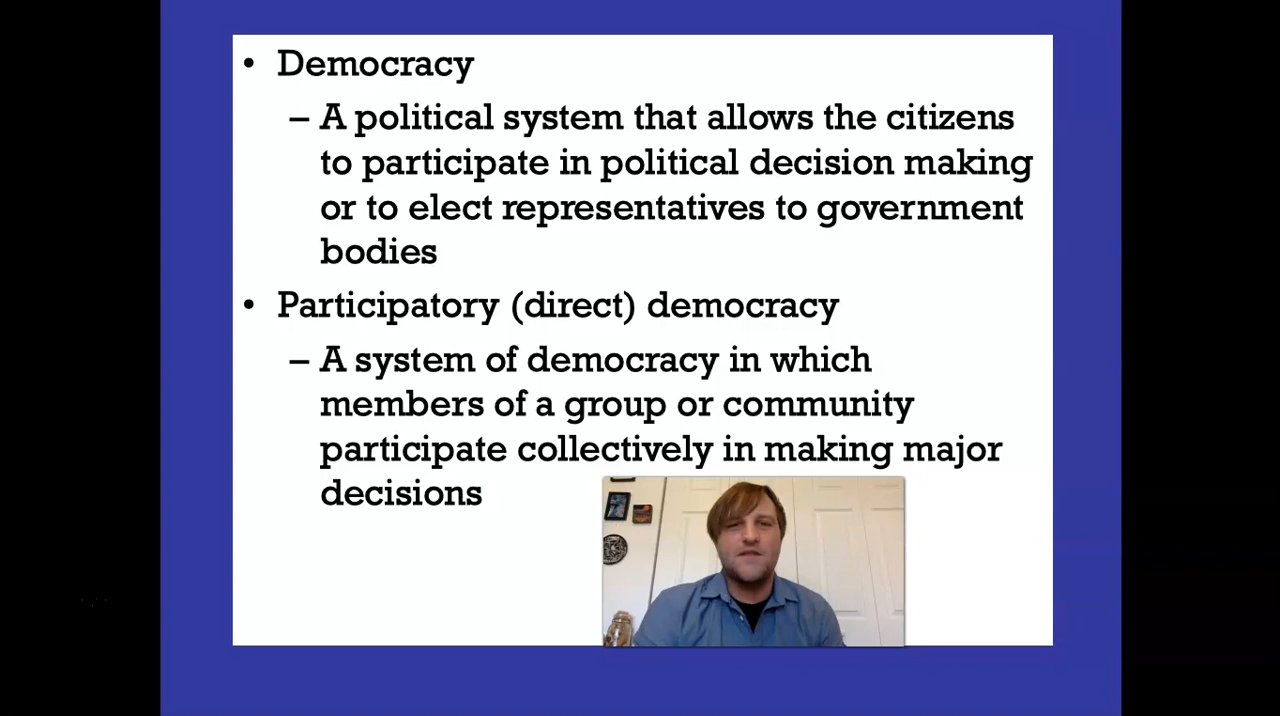 • Democracy
– A political system that allows the citizens
to participate in political decision making
or to elect representatives to government
bodies
• Participatory (direct) democracy
– A system of democracy in which
members of a group or community
participate collectively in making major
decisions